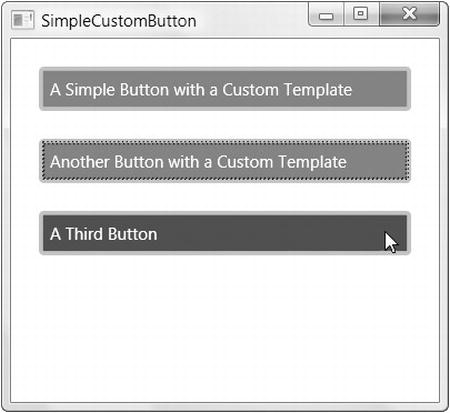 SimpleCustomButton
A Simple Button with a Custom Template
Another Button with a Custom Template
A Third Button